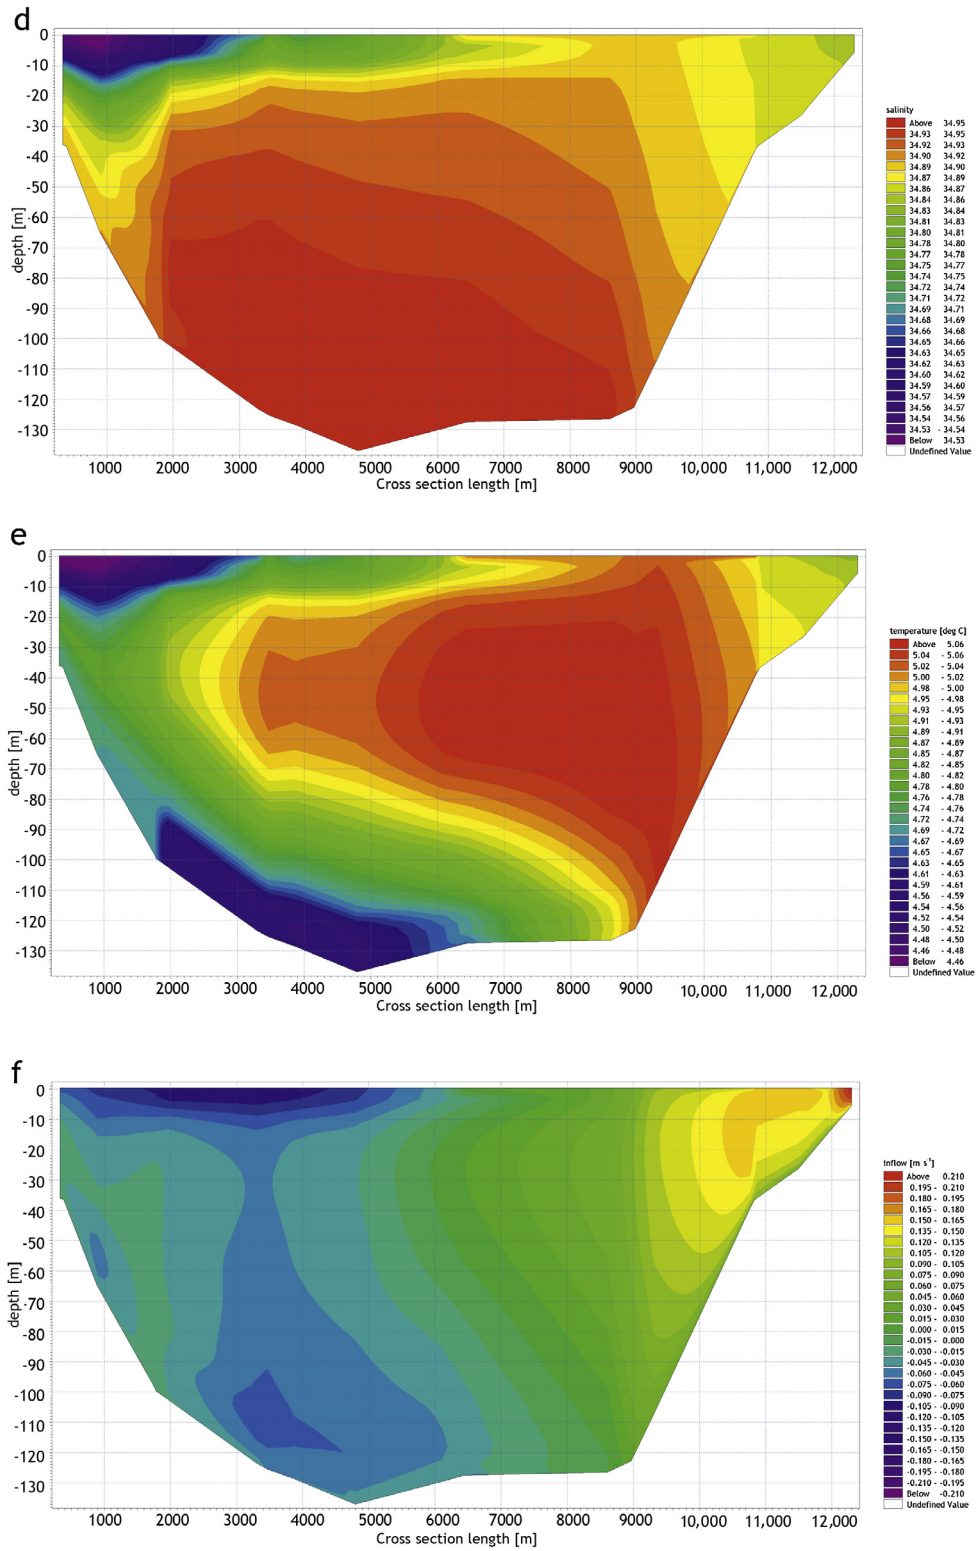 d
0
-10
-20
-30
-40
-50
-60
-70
-80
-90
-100
-110
-120
-130
depth [m]
1000 2000 3000 4000 5000 6000 7000 8000 9000 10,000 11,000 12,000
Cross section length [m]
salinity
Above 34.95
34.93 34.95
34.92 34.93
34.90 34.92
34.89 34.90
34.87 34.89
34.86 34.87
34.84 34.86
34.83 34.84
34.81 34.83
34.80 34.81
34.78 34.80
34.77 34.78
34.75 34.77
34.74 34.75
34.72 34.74
34.71 34.72
34.69 34.71
34.68 34.69
34.66 34.68
34.65 34.66
34.63 34.65
34.62 34.63
34.60 34.62
34.59 34.60
34.57 34.59
34.56 34.57
34.54 34.56
34.53 - 34.54
Below 34.53
Undefined Value
e
0
-10
-20
-30
-40
-50
-60
-70
-80
-90
-100
-110
-120
-130
depth [m]
1000 2000 3000 4000 5000 6000 7000 8000 9000 10,000 11,000 12,000
Cross section length [m]
temperature [deg C]
Above 5.06
5.04 - 5.06
5.02 - 5.04
5.00 - 5.02
4.98 - 5.00
4.95 - 4.98
4.93 - 4.95
4.91 - 4.93
4.89 - 4.91
4.87 - 4.89
4.85 - 4.87
4.82 - 4.85
4.80 - 4.82
4.78 - 4.80
4.76 - 4.78
4.74 - 4.76
4.72 - 4.74
4.69 - 4.72
4.67 - 4.69
4.65 - 4.67
4.63 - 4.65
4.61 - 4.63
4.59 - 4.61
4.56 - 4.59
4.54 - 4.56
4.52 - 4.54
4.50 - 4.52
4.48 - 4.50
4.46 - 4.48
Below 4.46
Undefined Value
f
0
-10
-20
-30
-40
-50
-60
-70
-80
-90
-100
-110
-120
-130
depth [m]
1000 2000 3000 4000 5000 6000 7000 8000 9000 10,000 11,000 12,000
Cross section length [m]
Inflow [m s⁻¹]
Above 0.210
0.195 - 0.210
0.180 - 0.195
0.165 - 0.180
0.150 - 0.165
0.135 - 0.150
0.120 - 0.135
0.105 - 0.120
0.090 - 0.105
0.075 - 0.090
0.060 - 0.075
0.045 - 0.060
0.030 - 0.045
0.015 - 0.030
0.000 - 0.015
-0.015 - 0.000
-0.030 - -0.015
-0.045 - -0.030
-0.060 - -0.045
-0.075 - -0.060
-0.090 - -0.075
-0.105 - -0.090
-0.120 - -0.105
-0.135 - -0.120
-0.150 - -0.135
-0.165 - -0.150
-0.180 - -0.165
-0.195 - -0.180
-0.210 - -0.195
Below -0.210
Undefined Value